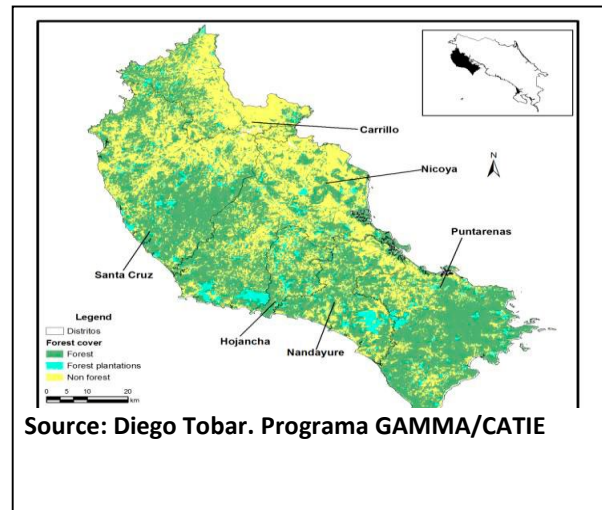 Carrillo
N
Nicoya
Puntarenas
Santa Cruz
Legend
Distritos
Forest cover
Forest
Forest plantations
Non forest
Hojancha
Nandayure
0 5 10 20
km
Source: Diego Tobar. Programa GAMMA/CATIE